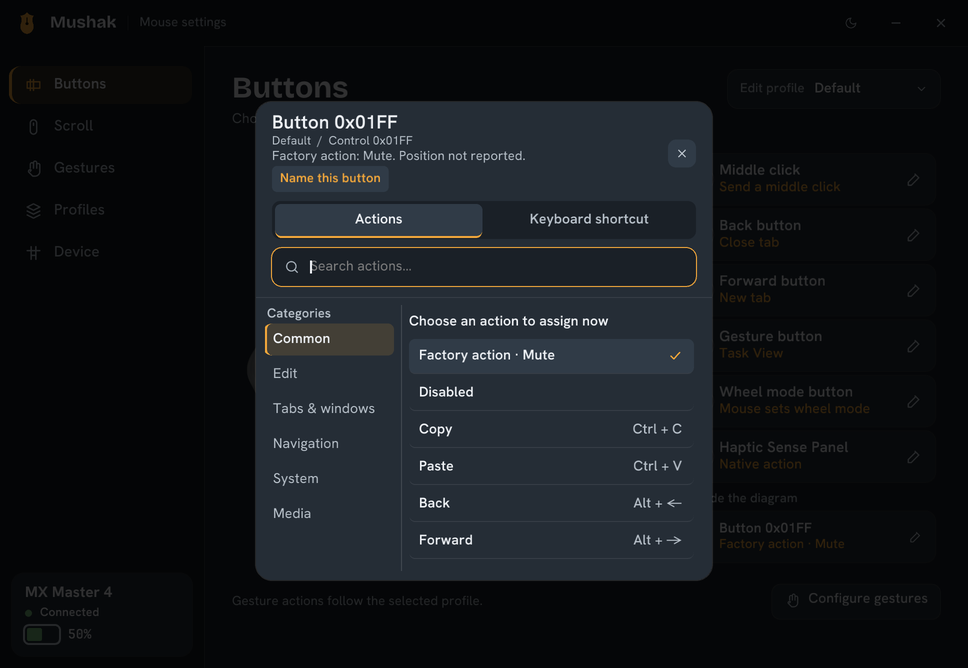 Mushak
Mouse settings
Buttons
Scroll
Gestures
Profiles
Device
MX Master 4
Connected
50%
Buttons
Edit profile Default
Button 0x01FF
Default / Control 0x01FF
Factory action: Mute. Position not reported.
Name this button
Actions
Keyboard shortcut
Search actions...
Categories
Common
Edit
Tabs & windows
Navigation
System
Media
Choose an action to assign now
Factory action · Mute
Disabled
Copy Ctrl + C
Paste Ctrl + V
Back Alt + ←
Forward Alt + →
Middle click
Send a middle click
Back button
Close tab
Forward button
New tab
Gesture button
Task View
Wheel mode button
Mouse sets wheel mode
Haptic Sense Panel
Native action
the diagram
Button 0x01FF
Factory action · Mute
Gesture actions follow the selected profile.
Configure gestures